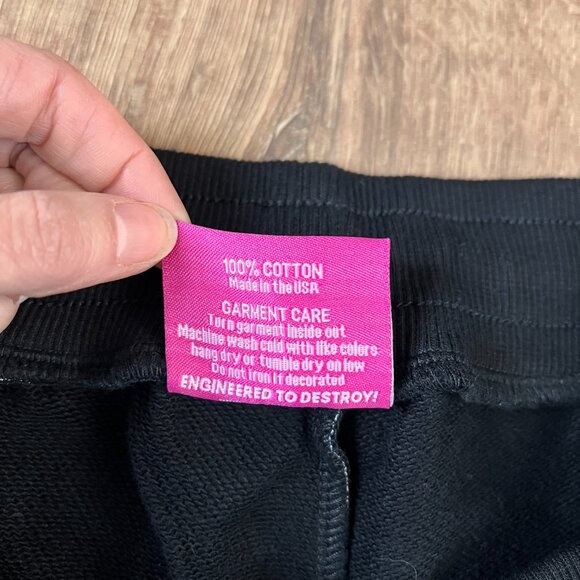 100% COTTON
Made in the USA
GARMENT CARE
Turn garment inside out
Machine wash cold with like colors
hang dry or tumble dry on low
Do not iron if decorated
ENGINEERED TO DESTROY!